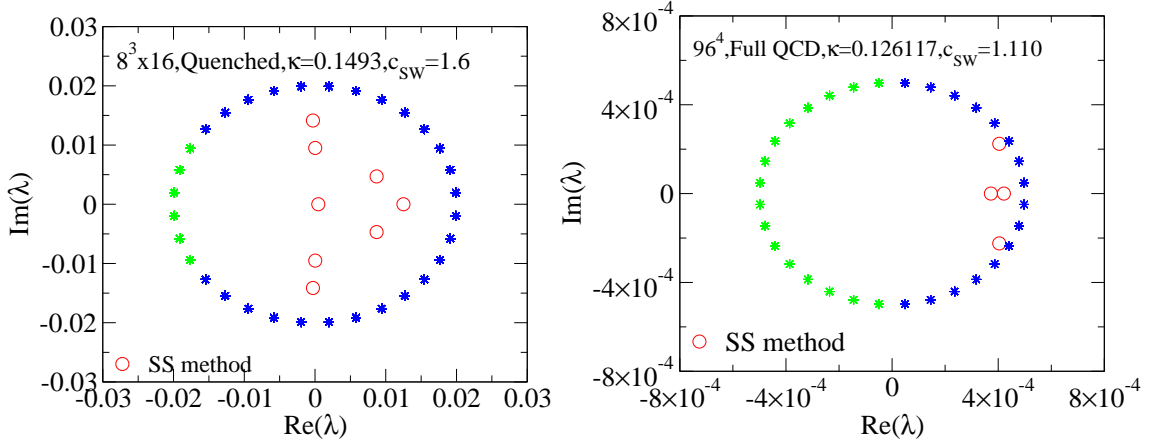 0.03
0.02
0.01
0
-0.01
-0.02
-0.03
Im(λ)
8³x16,Quenched,κ=0.1493,c_SW=1.6
SS method
-0.03 -0.02 -0.01 0 0.01 0.02 0.03
Re(λ)
8×10⁻⁴
4×10⁻⁴
0
-4×10⁻⁴
-8×10⁻⁴
Im(λ)
96⁴,Full QCD,κ=0.126117,c_SW=1.110
SS method
-8×10⁻⁴ -4×10⁻⁴ 0 4×10⁻⁴ 8×10⁻⁴
Re(λ)